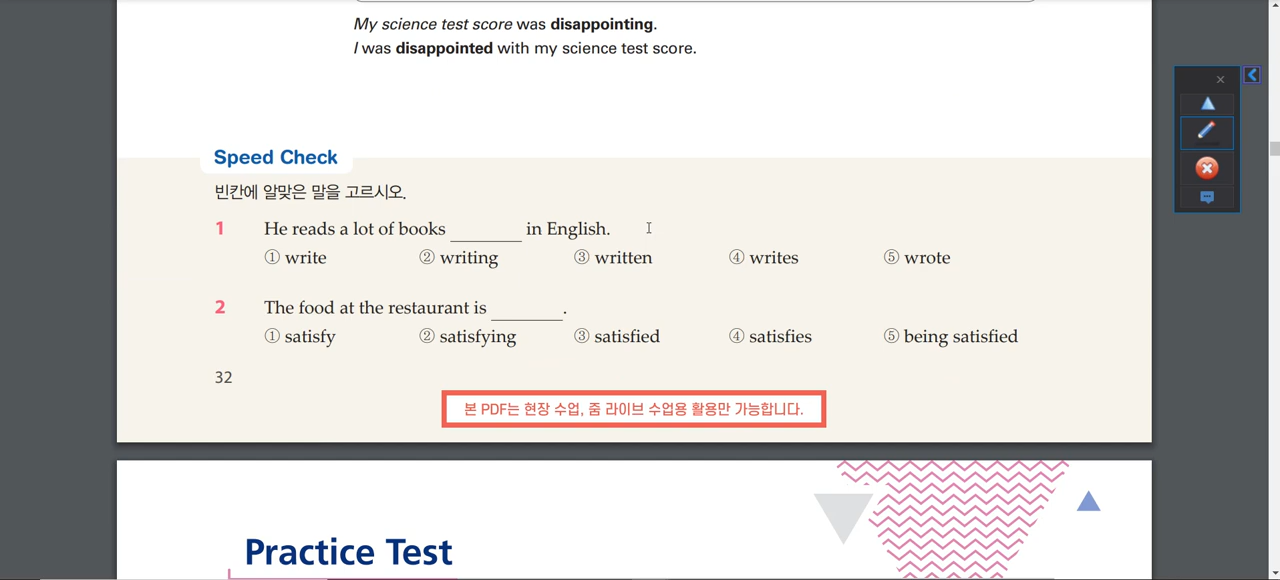 My science test score was disappointing.
I was disappointed with my science test score.
Speed Check
빈칸에 알맞은 말을 고르시오.
1 He reads a lot of books ________ in English.
① write ② writing ③ written ④ writes ⑤ wrote
2 The food at the restaurant is ________.
① satisfy ② satisfying ③ satisfied ④ satisfies ⑤ being satisfied
32
본 PDF는 현장 수업, 줌 라이브 수업용 활용만 가능합니다.
Practice Test